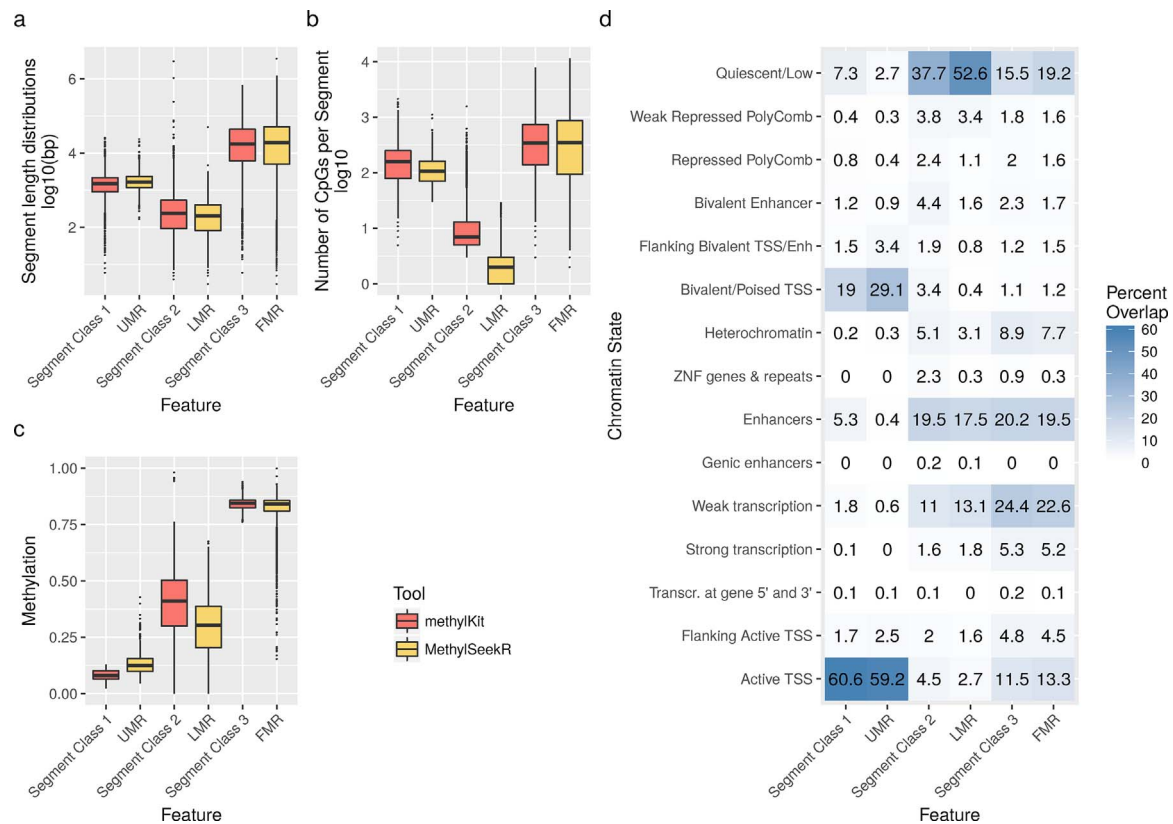 a
Segment length distributions
log10(bp)
6
4
2
Segment Class 1
UMR
Segment Class 2
LMR
Segment Class 3
FMR
Feature
b
Number of CpGs per Segment
log10
4
3
2
1
0
Segment Class 1
UMR
Segment Class 2
LMR
Segment Class 3
FMR
Feature
c
Methylation
1.00
0.75
0.50
0.25
0.00
Segment Class 1
UMR
Segment Class 2
LMR
Segment Class 3
FMR
Feature
Tool
methylKit
MethylSeekR
d
Chromatin State
Quiescent/Low 7.3 2.7 37.7 52.6 15.5 19.2
Weak Repressed PolyComb 0.4 0.3 3.8 3.4 1.8 1.6
Repressed PolyComb 0.8 0.4 2.4 1.1 2 1.6
Bivalent Enhancer 1.2 0.9 4.4 1.6 2.3 1.7
Flanking Bivalent TSS/Enh 1.5 3.4 1.9 0.8 1.2 1.5
Bivalent/Poised TSS 19 29.1 3.4 0.4 1.1 1.2
Heterochromatin 0.2 0.3 5.1 3.1 8.9 7.7
ZNF genes & repeats 0 0 2.3 0.3 0.9 0.3
Enhancers 5.3 0.4 19.5 17.5 20.2 19.5
Genic enhancers 0 0 0.2 0.1 0 0
Weak transcription 1.8 0.6 11 13.1 24.4 22.6
Strong transcription 0.1 0 1.6 1.8 5.3 5.2
Transcr. at gene 5' and 3' 0.1 0.1 0.1 0 0.2 0.1
Flanking Active TSS 1.7 2.5 2 1.6 4.8 4.5
Active TSS 60.6 59.2 4.5 2.7 11.5 13.3
Segment Class 1
UMR
Segment Class 2
LMR
Segment Class 3
FMR
Feature
Percent
Overlap
60
50
40
30
20
10
0